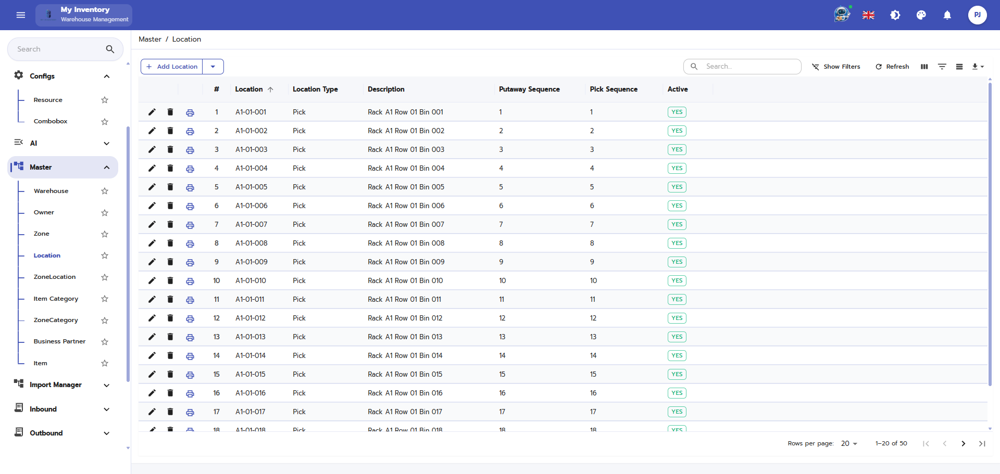 My Inventory
Warehouse Management
PJ
Search
Configs
Resource
Combobox
AI
Master
Warehouse
Owner
Zone
Location
ZoneLocation
Item Category
ZoneCategory
Business Partner
Item
Import Manager
Inbound
Outbound
Master / Location
+ Add Location
Search...
Show Filters
Refresh
# Location Location Type Description Putaway Sequence Pick Sequence Active
1 A1-01-001 Pick Rack A1 Row 01 Bin 001 1 1 YES
2 A1-01-002 Pick Rack A1 Row 01 Bin 002 2 2 YES
3 A1-01-003 Pick Rack A1 Row 01 Bin 003 3 3 YES
4 A1-01-004 Pick Rack A1 Row 01 Bin 004 4 4 YES
5 A1-01-005 Pick Rack A1 Row 01 Bin 005 5 5 YES
6 A1-01-006 Pick Rack A1 Row 01 Bin 006 6 6 YES
7 A1-01-007 Pick Rack A1 Row 01 Bin 007 7 7 YES
8 A1-01-008 Pick Rack A1 Row 01 Bin 008 8 8 YES
9 A1-01-009 Pick Rack A1 Row 01 Bin 009 9 9 YES
10 A1-01-010 Pick Rack A1 Row 01 Bin 010 10 10 YES
11 A1-01-011 Pick Rack A1 Row 01 Bin 011 11 11 YES
12 A1-01-012 Pick Rack A1 Row 01 Bin 012 12 12 YES
13 A1-01-013 Pick Rack A1 Row 01 Bin 013 13 13 YES
14 A1-01-014 Pick Rack A1 Row 01 Bin 014 14 14 YES
15 A1-01-015 Pick Rack A1 Row 01 Bin 015 15 15 YES
16 A1-01-016 Pick Rack A1 Row 01 Bin 016 16 16 YES
17 A1-01-017 Pick Rack A1 Row 01 Bin 017 17 17 YES
18 A1-01-018 Pick Rack A1 Row 01 Bin 018 18 18 YES
Rows per page: 20 1–20 of 50